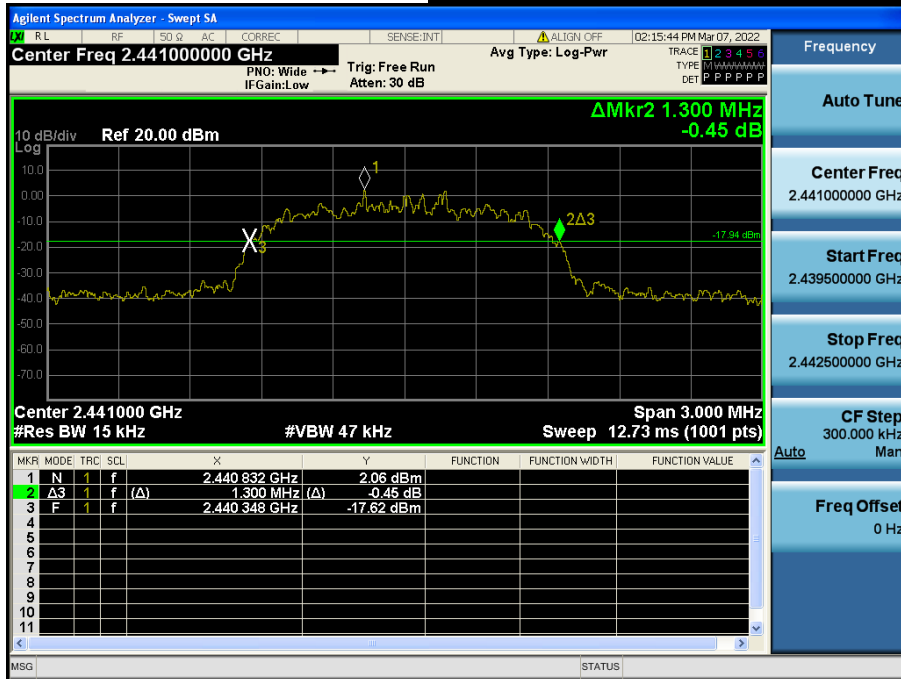 Agilent Spectrum Analyzer - Swept SA
LXI RL RF 50 Ω AC CORREC SENSE:INT ALIGN OFF 02:15:44 PM Mar 07, 2022
Center Freq 2.441000000 GHz
PNO: Wide
IFGain:Low
Trig: Free Run
Atten: 30 dB
Avg Type: Log-Pwr
TRACE 1 2 3 4 5 6
TYPE M WWWWW
DET P P P P P P
ΔMkr2 1.300 MHz
-0.45 dB
10 dB/div Ref 20.00 dBm
Log
10.0
0.00
-10.0
-20.0
-30.0
-40.0
-50.0
-60.0
-70.0
1
2Δ3
X3
-17.94 dBm
Center 2.441000 GHz Span 3.000 MHz
#Res BW 15 kHz #VBW 47 kHz Sweep 12.73 ms (1001 pts)
MKR MODE TRC SCL X Y FUNCTION FUNCTION WIDTH FUNCTION VALUE
1 N 1 f 2.440 832 GHz 2.06 dBm
2 Δ3 1 f (Δ) 1.300 MHz (Δ) -0.45 dB
3 F 1 f 2.440 348 GHz -17.62 dBm
4
5
6
7
8
9
10
11
MSG STATUS
Frequency
Auto Tune
Center Freq
2.441000000 GHz
Start Freq
2.439500000 GHz
Stop Freq
2.442500000 GHz
CF Step
300.000 kHz
Auto Man
Freq Offset
0 Hz